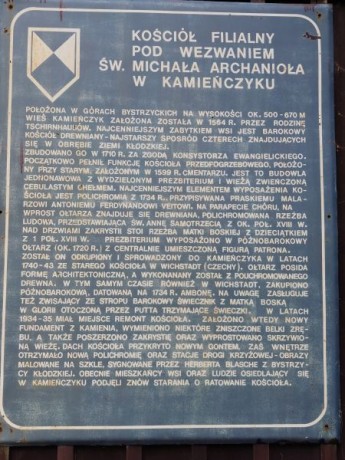 KOŚCIÓŁ FILIALNY
POD WEZWANIEM
ŚW. MICHAŁA ARCHANIOŁA
W KAMIEŃCZYKU
POŁOŻONA W GÓRACH BYSTRZYCKICH NA WYSOKOŚCI OK. 500-670 M
WIEŚ KAMIEŃCZYK ZAŁOŻONA ZOSTAŁA W 1564 R. PRZEZ RODZINĘ
TSCHIRNHAUSÓW. NAJCENNIEJSZYM ZABYTKIEM WSI JEST BAROKOWY
KOŚCIÓŁ DREWNIANY - NAJSTARSZY SPOŚRÓD CZTERECH ZNAJDUJĄCYCH
SIĘ W OBRĘBIE ZIEMI KŁODZKIEJ.
ZBUDOWANO GO W 1710 R. ZA ZGODĄ KONSYSTORZA EWANGIELICKIEGO.
POCZĄTKOWO PEŁNIŁ FUNKCJĘ KOŚCIOŁA PRZEDPOGRZEBOWEGO, POŁOŻO-
NY PRZY STARYM, ZAŁOŻONYM W 1599 R. CMENTARZU. JEST TO BUDOWLA
JEDNONAWOWA Z WYDZIELONYM PREZBITERIUM I WIEŻĄ ZWIEŃCZONĄ
CEBULASTYM CHEŁMEM. NAJCENNIEJSZYM ELEMENTEM WYPOSAŻENIA KO-
ŚCIOŁA JEST POLICHROMIA Z 1734 R., PRZYPISYWANA PRASKIEMU MALA-
RZOWI ANTONIEMU FERDYNANDOWI VEITOWI. NA PARAPECIE CHÓRU, NA
WPROST OŁTARZA ZNAJDUJE SIĘ DREWNIANA, POLICHROMOWANA RZEŹBA
LUDOWA, PRZEDSTAWIAJĄCA ŚW. ANNĘ SAMOTRZECIĄ Z OK. POŁ. XVIII W.
NAD DRZWIAMI ZAKRYSTII STOI RZEŹBA MATKI BOSKIEJ Z DZIECIĄTKIEM
Z 1 POŁ. XVIII W. PREZBITERIUM WYPOSAŻONO W PÓŹNOBAROKOWY
OŁTARZ (OK. 1720 R.) Z CENTRALNIE UMIESZCZONĄ FIGURĄ PATRONA.
ZOSTAŁ ON ODKUPIONY I SPROWADZONY DO KAMIEŃCZYKA W LATACH
1740-43 ZE STAREGO KOŚCIOŁA W WICHSTADT (CZECHY). OŁTARZ POSIADA
FORMĘ ARCHITEKTONICZNĄ, A WYKONANY ZOSTAŁ Z POLICHROMOWANEGO
DREWNA. W TYM SAMYM CZASIE RÓWNIEŻ W WICHSTADT, ZAKUPIONO
PÓŹNOBAROKOWĄ, DATOWANĄ NA 1734 R. AMBONĘ. NA UWAGĘ ZASŁUGUJE
TEŻ ZWISAJĄCY ZE STROPU BAROKOWY ŚWIECZNIK Z MATKĄ BOSKĄ
W GLORII OTOCZONĄ PRZEZ PUTTA TRZYMAJĄCE ŚWIECZKI. W LATACH
1934-35 MIAŁ MIEJSCE REMONT KOŚCIOŁA. ZAŁOŻONO WTEDY NOWY
FUNDAMENT Z KAMIENIA, WYMIENIONO NIEKTÓRE ZNISZCZONE BELKI ZRĘ-
BU, A TAKŻE POSZERZONO ZAKRYSTIĘ ORAZ WYPROSTOWANO SKRZYWIO-
NĄ WIEŻĘ. DACH KOŚCIOŁA PRZYKRYTO NOWYM GONTEM, ZAŚ WNĘTRZE
OTRZYMAŁO NOWĄ POLICHROMIĘ ORAZ STACJE DROGI KRZYŻOWEJ - OBRAZY
MALOWANE NA SZKLE, SYGNOWANE PRZEZ HERBERTA BLASCHE Z BYSTRZY-
CY KŁODZKIEJ. OBECNIE MIESZKAŃCY WSI ORAZ LUDZIE OSIEDLAJĄCY SIĘ
W KAMIEŃCZYKU PODJĘLI ZNÓW STARANIA O RATOWANIE KOŚCIOŁA.